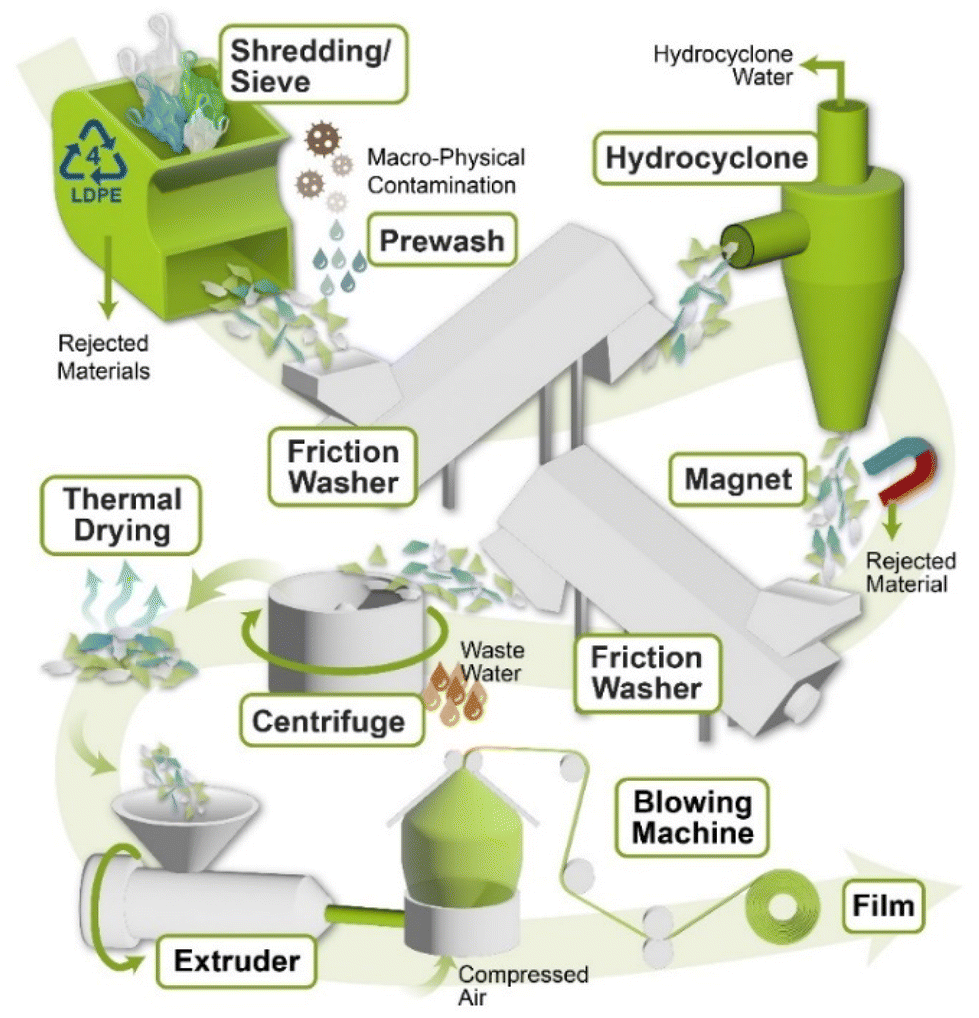 Shredding/
Sieve
4
LDPE
Macro-Physical
Contamination
Prewash
Rejected
Materials
Hydrocyclone
Water
Hydrocyclone
Friction
Washer
Magnet
Rejected
Material
Friction
Washer
Waste
Water
Centrifuge
Thermal
Drying
Extruder
Compressed
Air
Blowing
Machine
Film